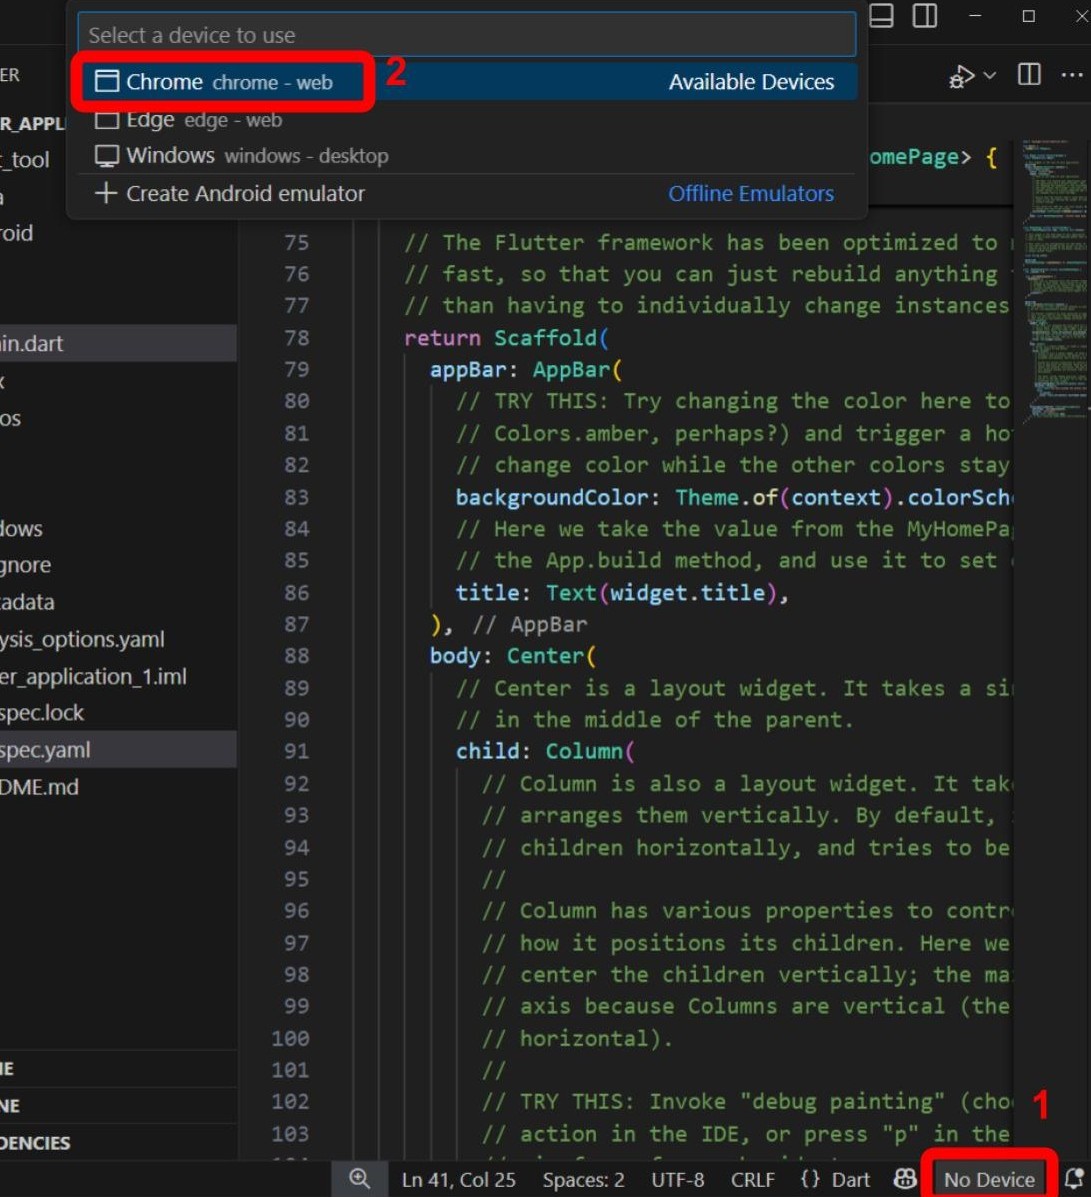 Select a device to use
Chrome chrome - web Available Devices
2
Edge edge - web
Windows windows - desktop
Create Android emulator Offline Emulators
ER
R_APPL
t_tool
a
roid
in.dart
x
os
dows
gnore
adata
ysis_options.yaml
er_application_1.iml
spec.lock
spec.yaml
DME.md
NE
DENCIES
omePage> {
75 // The Flutter framework has been optimized to
76 // fast, so that you can just rebuild anything
77 // than having to individually change instances
78 return Scaffold(
79 appBar: AppBar(
80 // TRY THIS: Try changing the color here to
81 // Colors.amber, perhaps?) and trigger a ho
82 // change color while the other colors stay
83 backgroundColor: Theme.of(context).colorSch
84 // Here we take the value from the MyHomePa
85 // the App.build method, and use it to set
86 title: Text(widget.title),
87 ), // AppBar
88 body: Center(
89 // Center is a layout widget. It takes a si
90 // in the middle of the parent.
91 child: Column(
92 // Column is also a layout widget. It tak
93 // arranges them vertically. By default,
94 // children horizontally, and tries to be
95 //
96 // Column has various properties to contr
97 // how it positions its children. Here we
98 // center the children vertically; the ma
99 // axis because Columns are vertical (the
100 // horizontal).
101 //
102 // TRY THIS: Invoke "debug painting" (cho
103 // action in the IDE, or press "p" in the
1
Ln 41, Col 25 Spaces: 2 UTF-8 CRLF {} Dart No Device